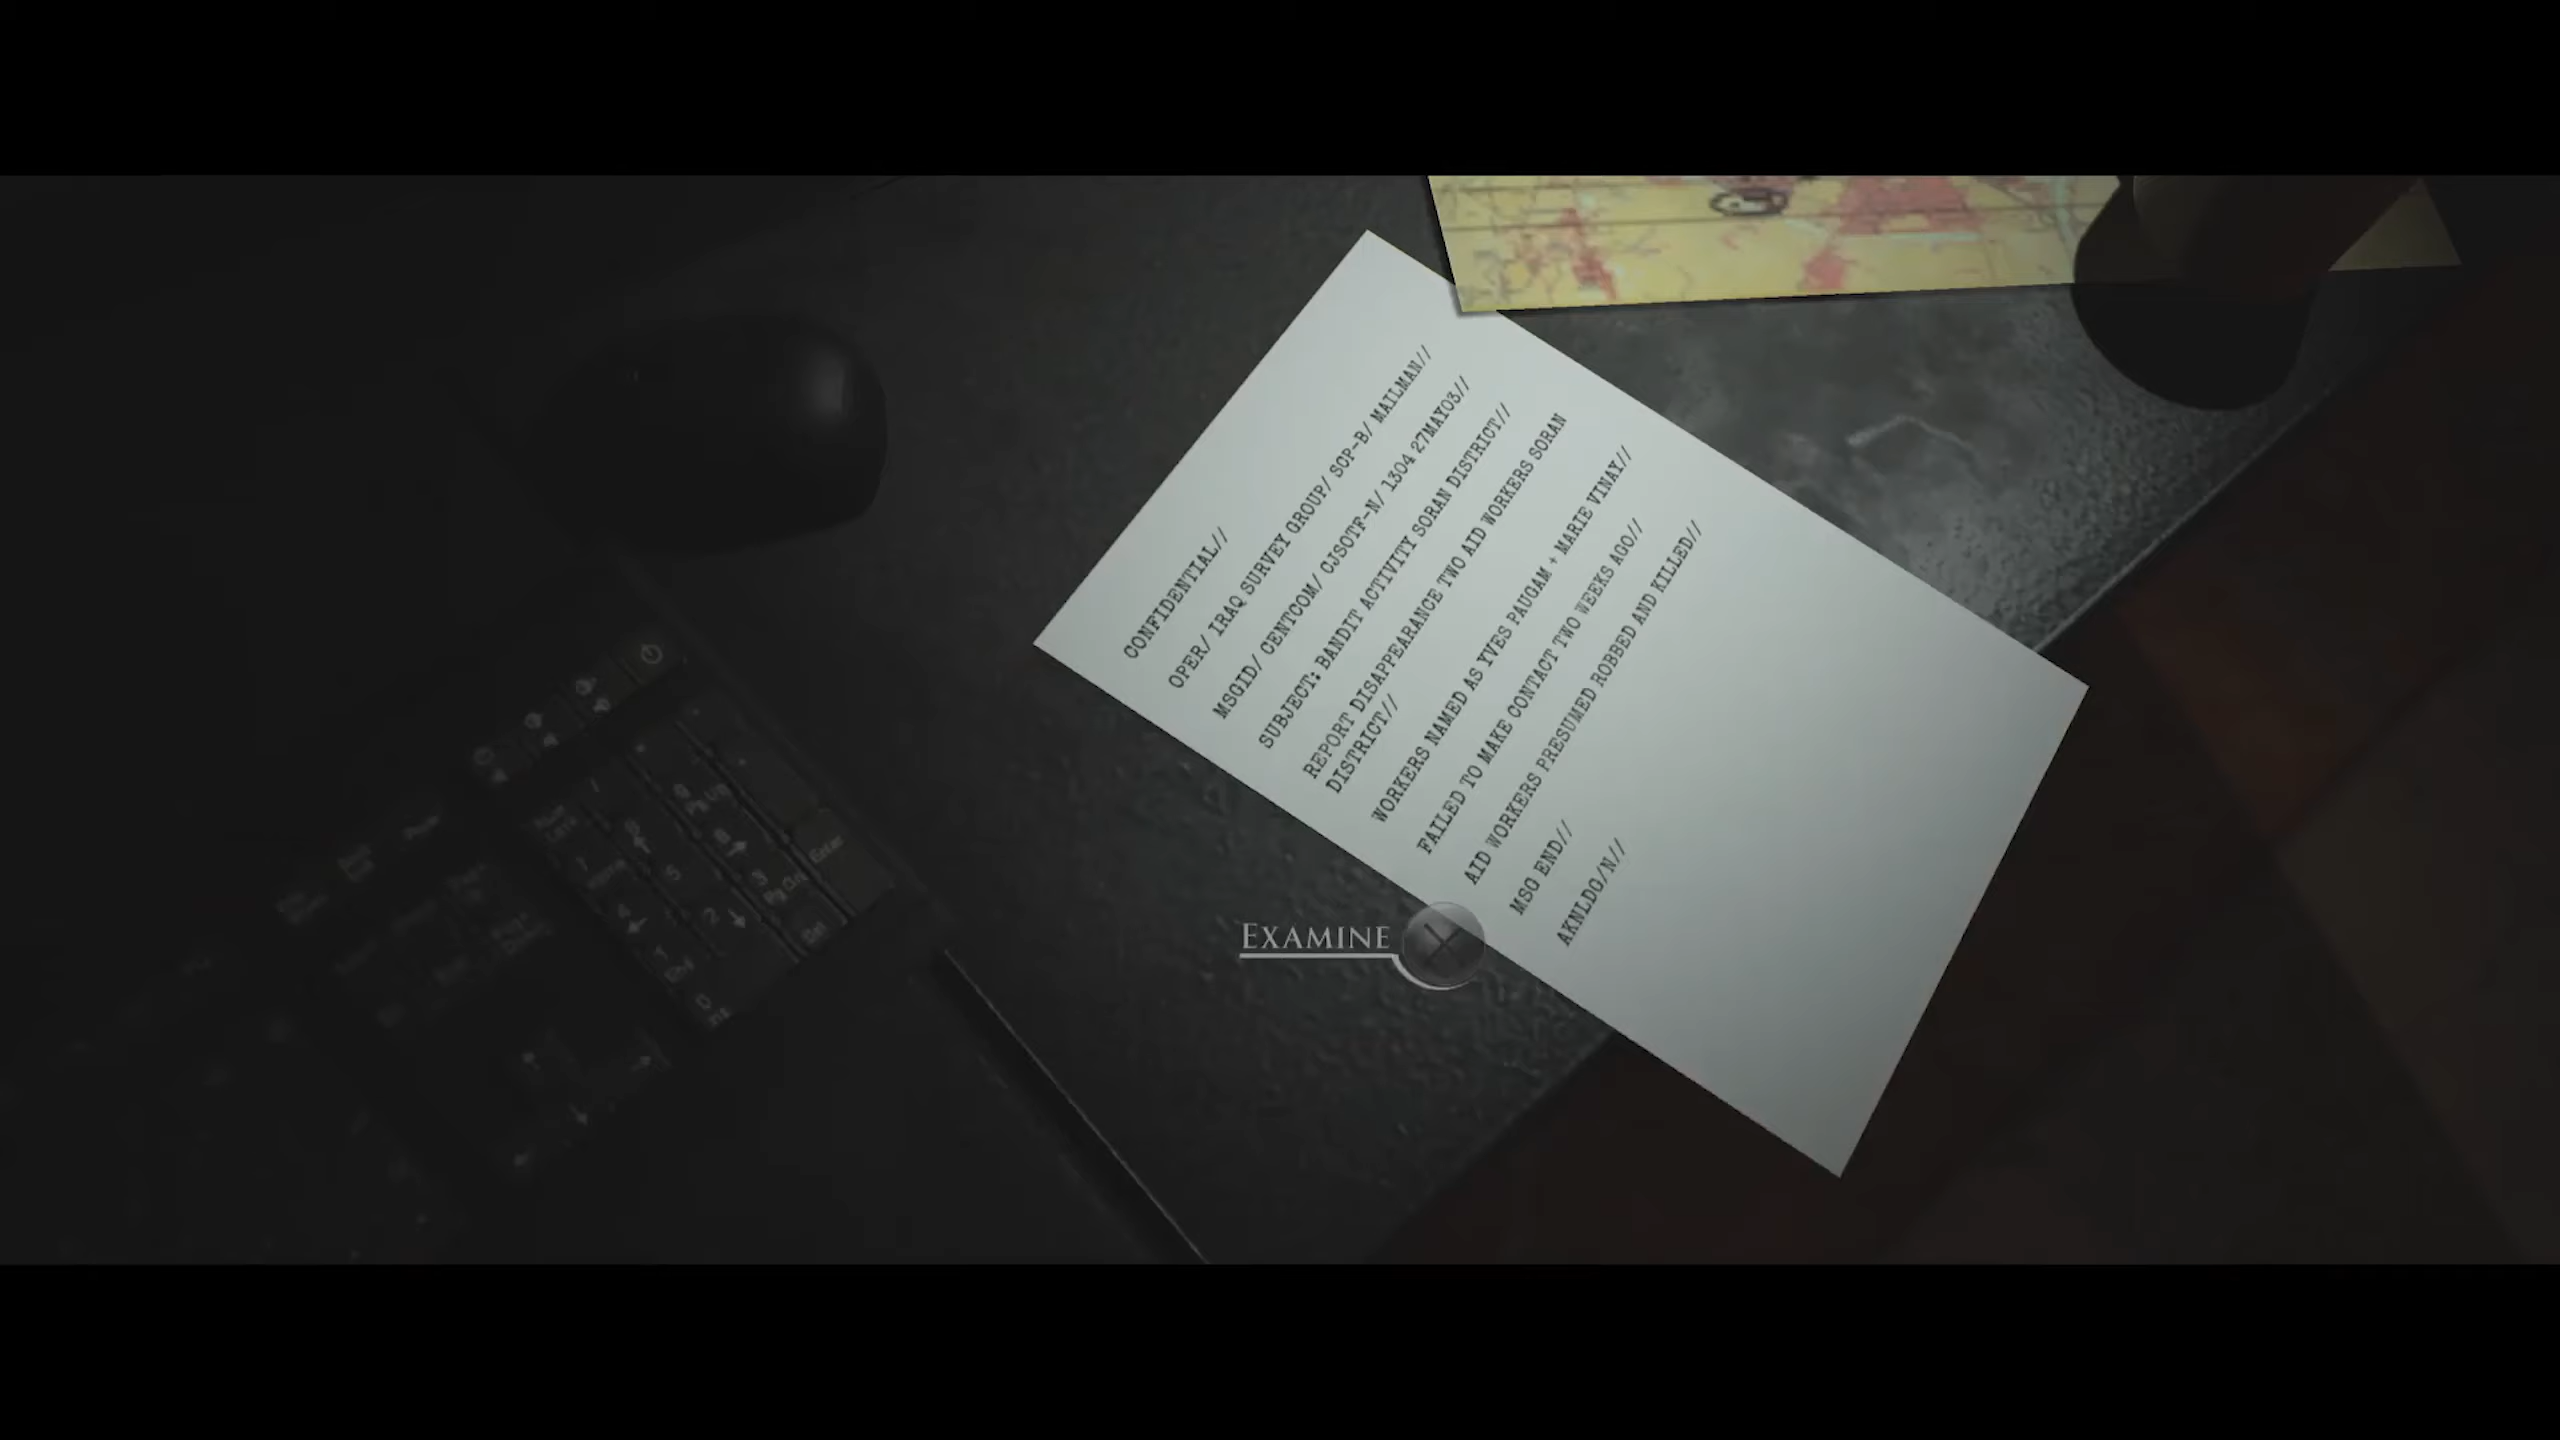 CONFIDENTIAL//
OPER/ IRAQ SURVEY GROUP/ SCP-B/ MAILMAN//
MSGID/ CENTCOM/ CJSOTF-N/ 1304 27MAY03//
SUBJECT: BANDIT ACTIVITY SORAN DISTRICT//
REPORT DISAPPEARANCE TWO AID WORKERS SORAN
DISTRICT//
WORKERS NAMED AS YVES PAUGAM + MARIE VINAY//
FAILED TO MAKE CONTACT TWO WEEKS AGO//
AID WORKERS PRESUMED ROBBED AND KILLED//
MSG END//
AKNLDG/N//
EXAMINE
Enter